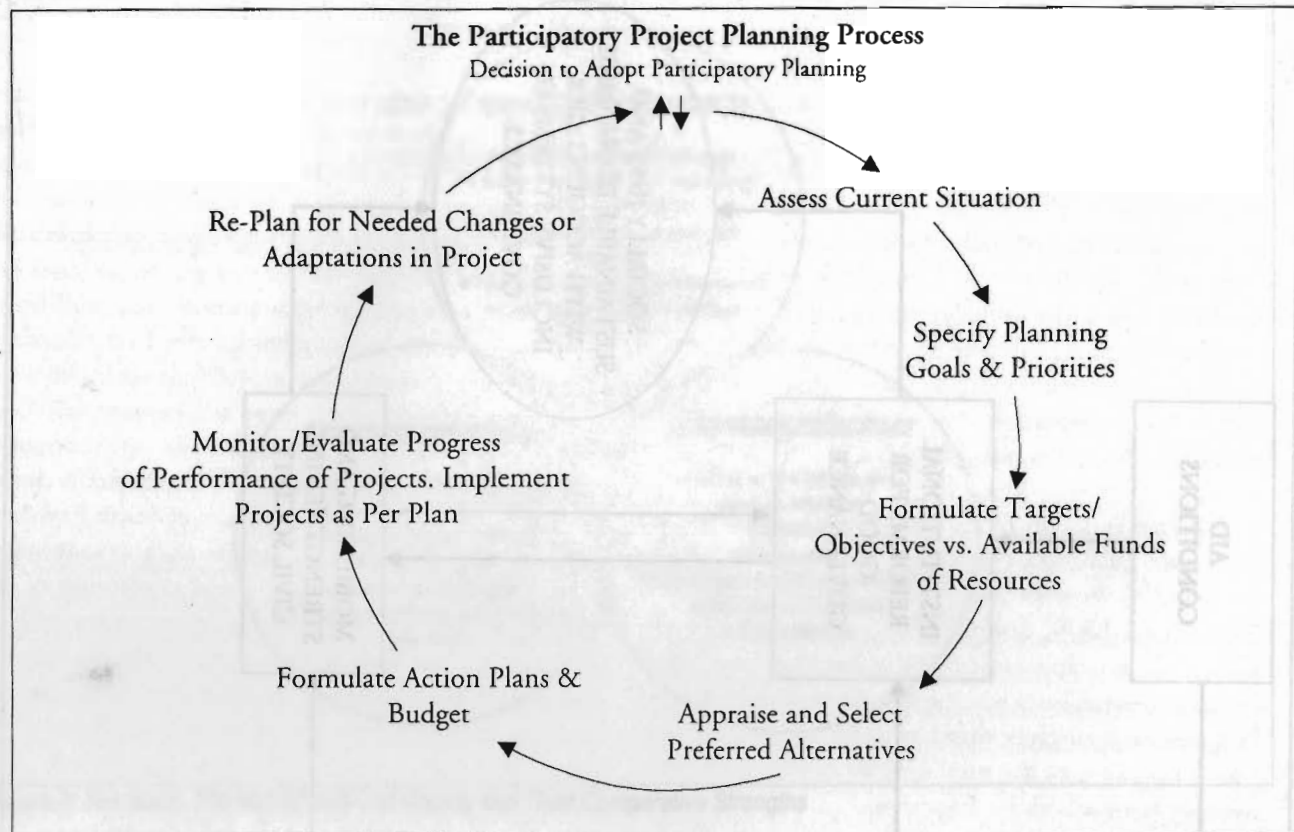 The Participatory Project Planning Process
Decision to Adopt Participatory Planning
Assess Current Situation
Specify Planning
Goals & Priorities
Formulate Targets/
Objectives vs. Available Funds
of Resources
Appraise and Select
Preferred Alternatives
Formulate Action Plans &
Budget
Monitor/Evaluate Progress
of Performance of Projects. Implement
Projects as Per Plan
Re-Plan for Needed Changes or
Adaptations in Project